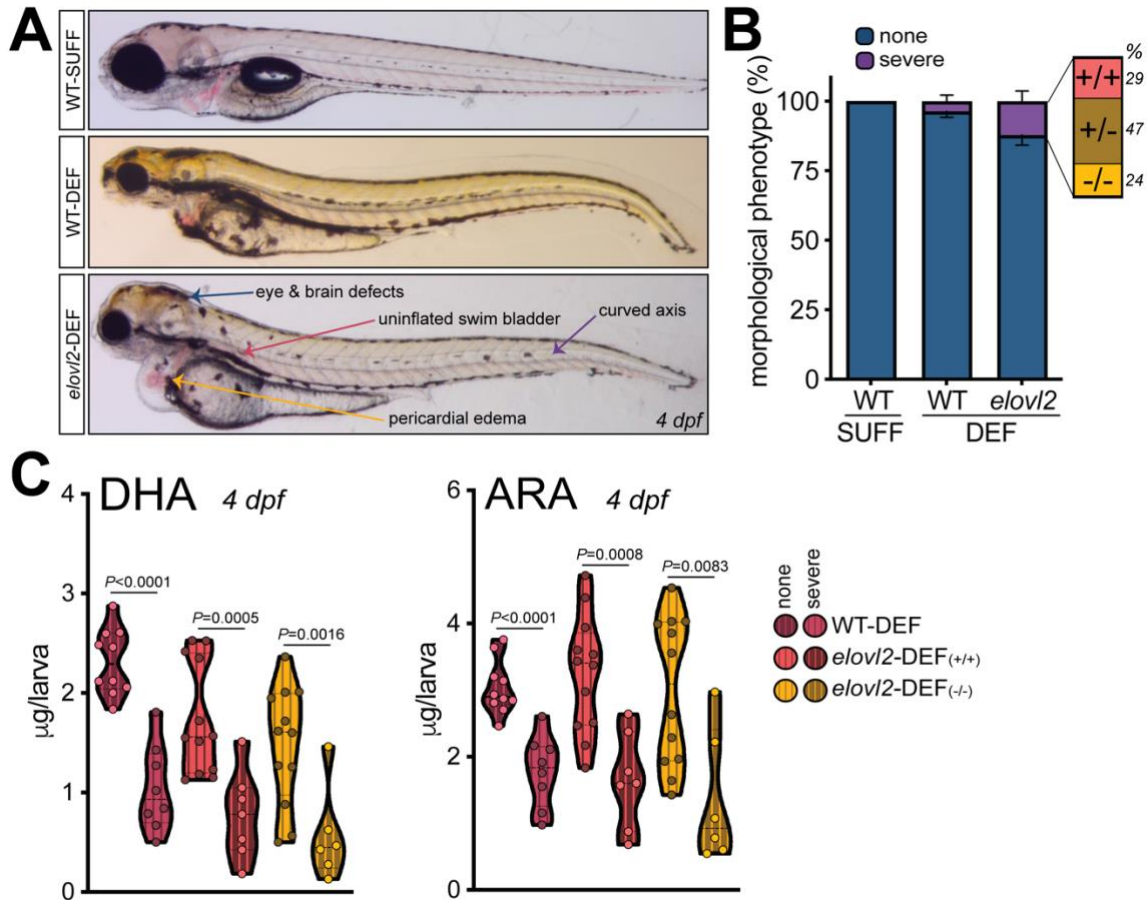 A
WT-SUFF
WT-DEF
elovl2-DEF
eye & brain defects
uninflated swim bladder
curved axis
pericardial edema
4 dpf
B
none
severe
morphological phenotype (%)
100
75
50
25
0
WT
WT
elovl2
SUFF
DEF
%
+/+
29
+/-
47
-/-
24
C
DHA
4 dpf
µg/larva
4
3
2
1
0
P<0.0001
P=0.0005
P=0.0016
ARA
4 dpf
µg/larva
6
4
2
0
P<0.0001
P=0.0008
P=0.0083
none
severe
WT-DEF
elovl2-DEF(+/+)
elovl2-DEF(-/-)